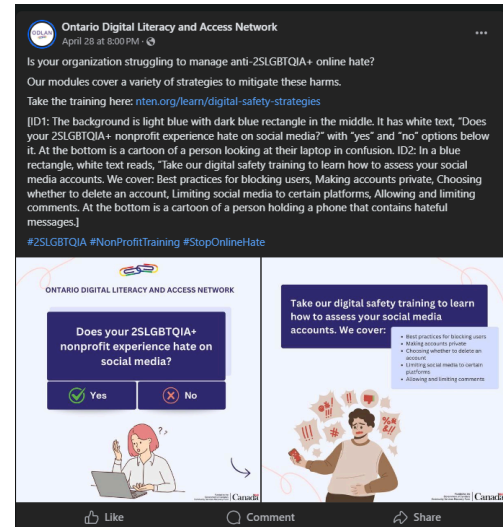 Ontario Digital Literacy and Access Network
April 28 at 8:00 PM ·
Is your organization struggling to manage anti-2SLGBTQIA+ online hate?
Our modules cover a variety of strategies to mitigate these harms.
Take the training here: nten.org/learn/digital-safety-strategies
[ID1: The background is light blue with dark blue rectangle in the middle. It has white text, "Does
your 2SLGBTQIA+ nonprofit experience hate on social media?" with "yes" and "no" options below
it. At the bottom is a cartoon of a person looking at their laptop in confusion. ID2: In a blue
rectangle, white text reads, "Take our digital safety training to learn how to assess your social
media accounts. We cover: Best practices for blocking users, Making accounts private, Choosing
whether to delete an account, Limiting social media to certain platforms, Allowing and limiting
comments. At the bottom is a cartoon of a person holding a phone that contains hateful
messages.]
#2SLGBTQIA #NonProfitTraining #StopOnlineHate
ONTARIO DIGITAL LITERACY AND ACCESS NETWORK
Does your 2SLGBTQIA+
nonprofit experience hate on
social media?
Yes
No
? ?
Canada
Take our digital safety training to learn
how to assess your social media
accounts. We cover:
• Best practices for blocking users
• Making accounts private
• Choosing whether to delete an
account
• Limiting social media to certain
platforms
• Allowing and limiting comments
Canada
Like
Comment
Share